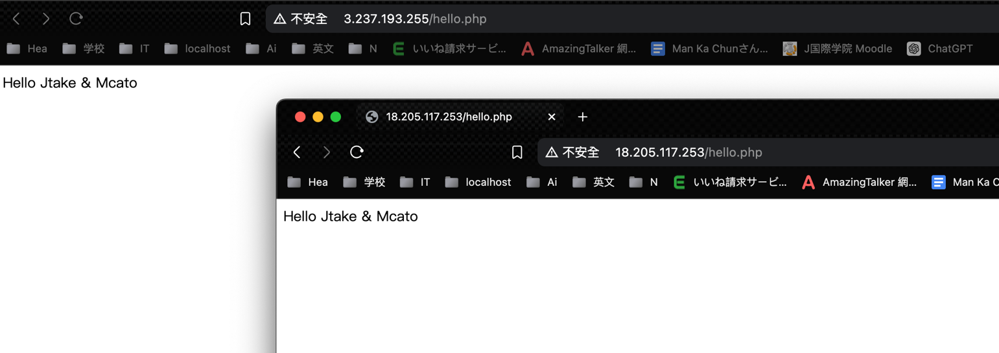 不安全 3.237.193.255/hello.php
Hea 学校 IT localhost Ai 英文 N いいね請求サービ... AmazingTalker 網... Man Ka Chunさん... J国際学院 Moodle ChatGPT
Hello Jtake & Mcato
18.205.117.253/hello.php
不安全 18.205.117.253/hello.php
Hea 学校 IT localhost Ai 英文 N いいね請求サービ... AmazingTalker 網... Man Ka C
Hello Jtake & Mcato